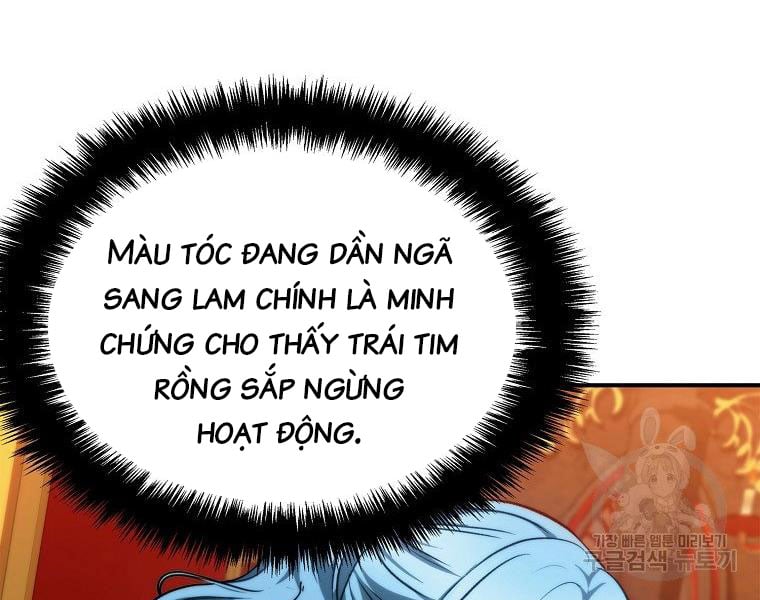 MÀU TÓC ĐANG DẦN NGÃ
SANG LAM CHÍNH LÀ MINH
CHỨNG CHO THẤY TRÁI TIM
RỒNG SẮP NGỪNG
HOẠT ĐỘNG.
가장 빠른 웹툰 미리보기
구글검색 뉴토끼